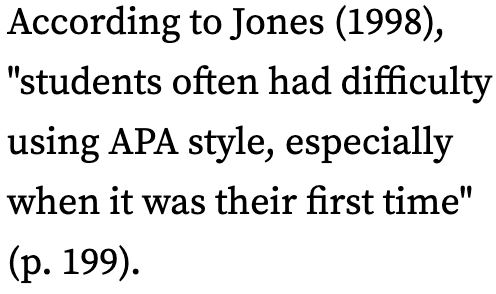 According to Jones (1998),
"students often had difficulty
using APA style, especially
when it was their first time"
(p. 199).